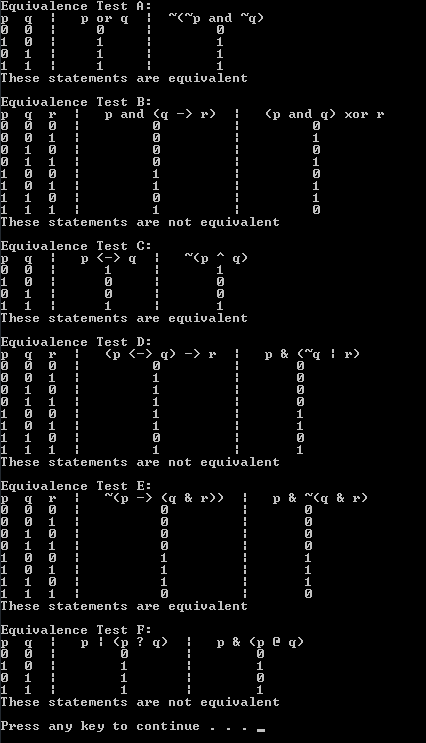 Equivalence Test A:
p q | p or q | ~(~p and ~q)
0 0 | 0 | 0
1 0 | 1 | 1
0 1 | 1 | 1
1 1 | 1 | 1
These statements are equivalent
Equivalence Test B:
p q r | p and (q -> r) | (p and q) xor r
0 0 0 | 0 | 0
0 0 1 | 0 | 1
0 1 0 | 0 | 0
0 1 1 | 0 | 1
1 0 0 | 1 | 0
1 0 1 | 1 | 1
1 1 0 | 0 | 1
1 1 1 | 1 | 0
These statements are not equivalent
Equivalence Test C:
p q | p <-> q | ~(p ^ q)
0 0 | 1 | 1
1 0 | 0 | 0
0 1 | 0 | 0
1 1 | 1 | 1
These statements are equivalent
Equivalence Test D:
p q r | (p <-> q) -> r | p & (~q | r)
0 0 0 | 0 | 0
0 0 1 | 1 | 0
0 1 0 | 1 | 0
0 1 1 | 1 | 0
1 0 0 | 1 | 1
1 0 1 | 1 | 1
1 1 0 | 0 | 0
1 1 1 | 1 | 1
These statements are not equivalent
Equivalence Test E:
p q r | ~(p -> (q & r)) | p & ~(q & r)
0 0 0 | 0 | 0
0 0 1 | 0 | 0
0 1 0 | 0 | 0
0 1 1 | 0 | 0
1 0 0 | 1 | 1
1 0 1 | 1 | 1
1 1 0 | 1 | 1
1 1 1 | 0 | 0
These statements are equivalent
Equivalence Test F:
p q | p | (p ? q) | p & (p @ q)
0 0 | 0 | 0
1 0 | 1 | 1
0 1 | 1 | 0
1 1 | 1 | 1
These statements are not equivalent
Press any key to continue . . . _